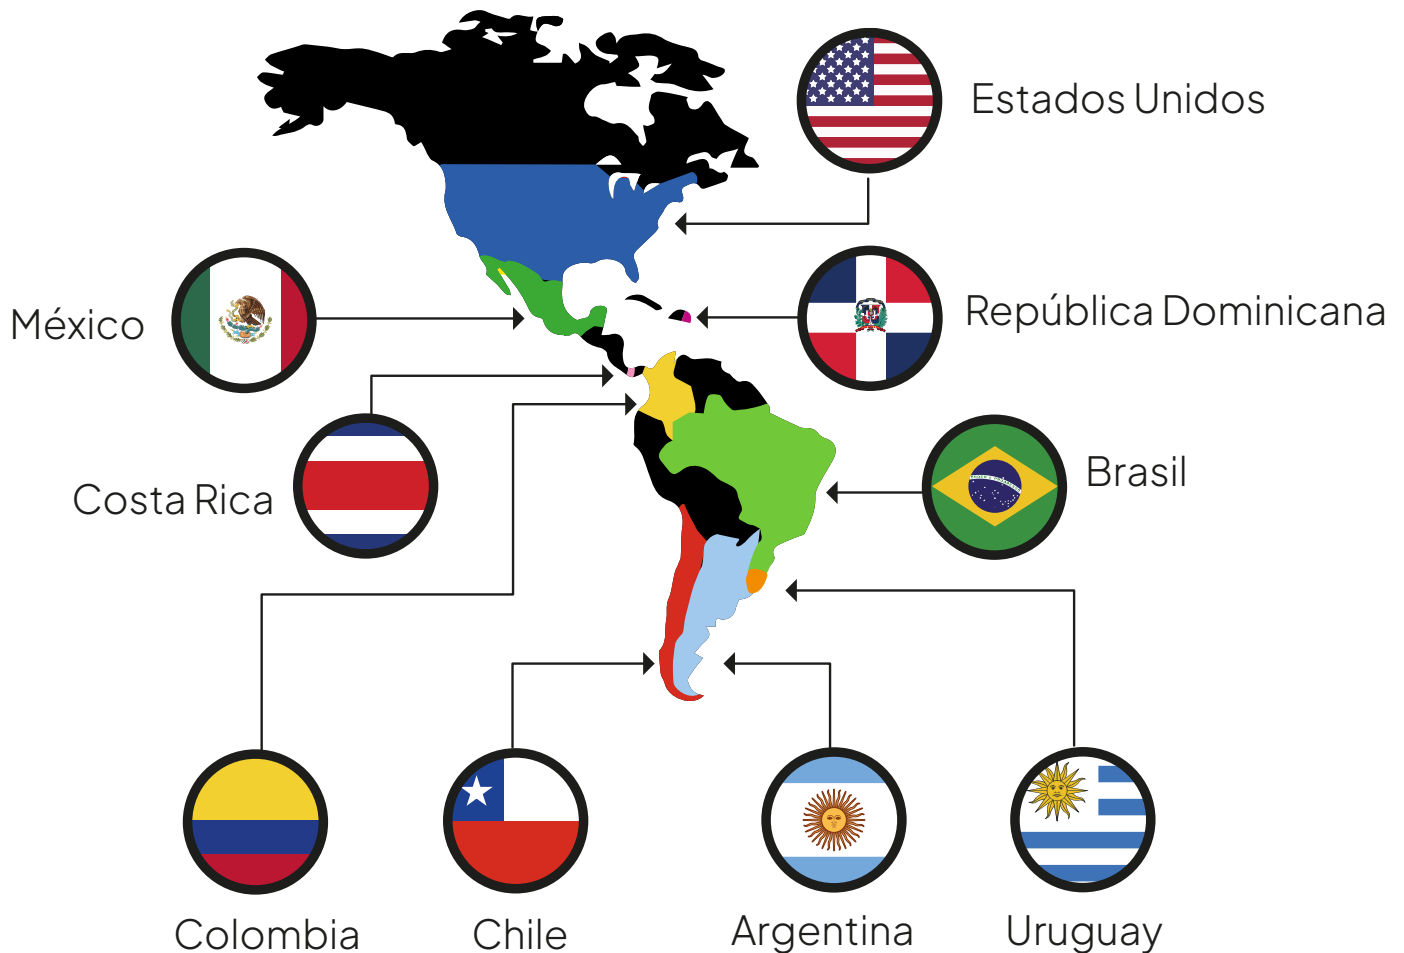 Estados Unidos
México
República Dominicana
Costa Rica
Brasil
Colombia
Chile
Argentina
Uruguay